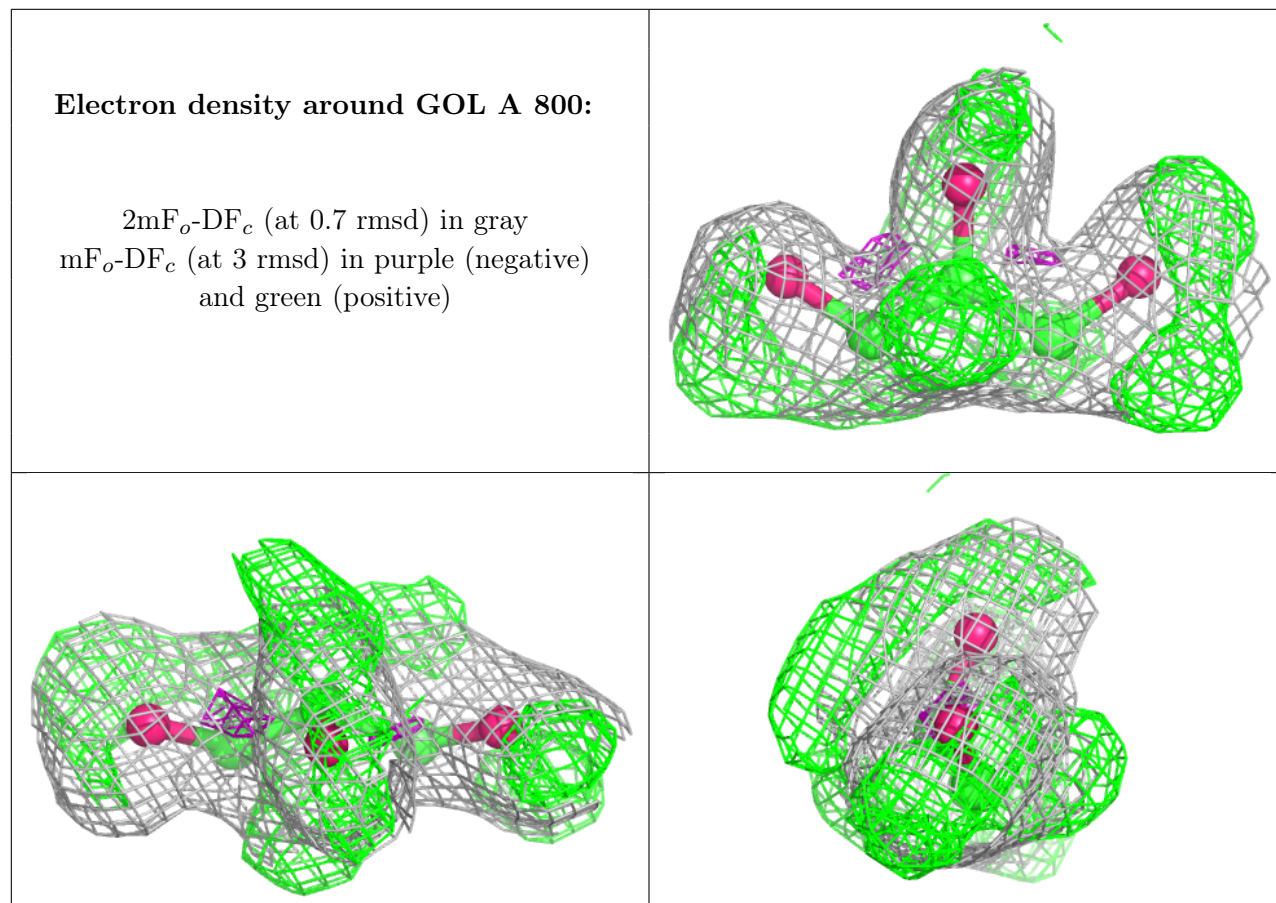 Electron density around GOL A 800:
2mFo-DFc (at 0.7 rmsd) in gray
mFo-DFc (at 3 rmsd) in purple (negative)
and green (positive)